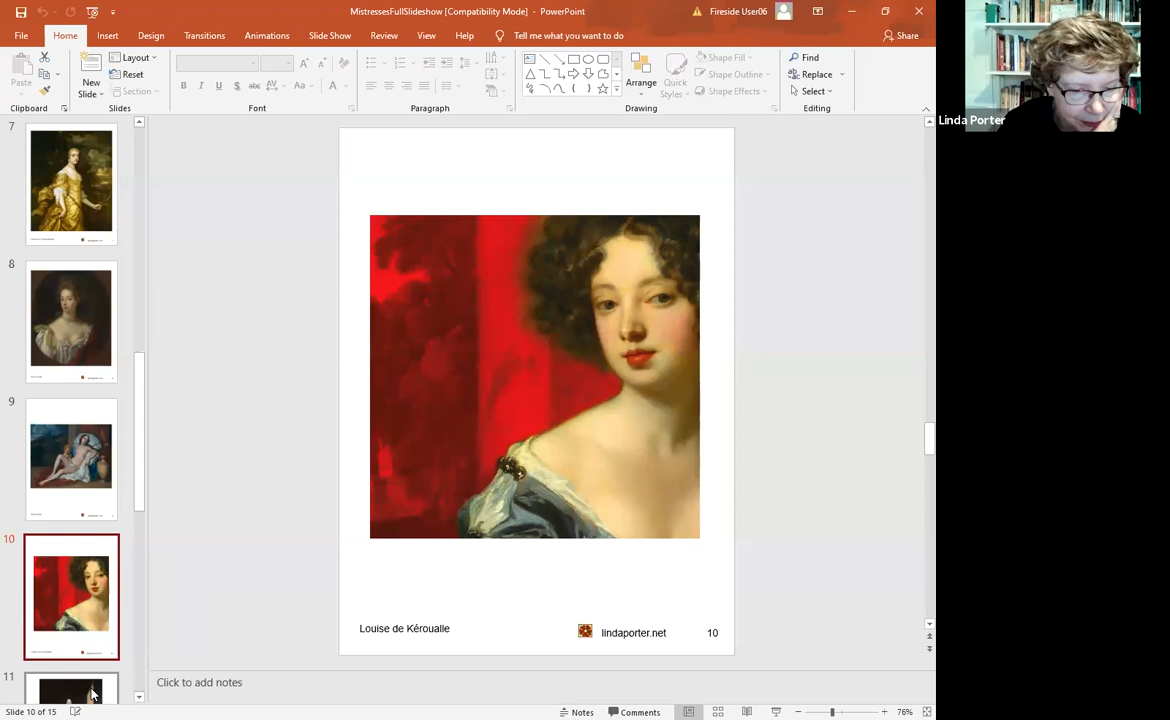 MistressesFullSlideshow [Compatibility Mode] - PowerPoint
Fireside User06
File Home Insert Design Transitions Animations Slide Show Review View Help Tell me what you want to do Share
Paste
New Slide
Layout
Reset
Section
Arrange
Quick Styles
Shape Fill
Shape Outline
Shape Effects
Find
Replace
Select
Clipboard Slides Font Paragraph Drawing Editing
Linda Porter
7
8
9
10
11
Louise de Kéroualle lindaporter.net 10
Click to add notes
Slide 10 of 15 Notes Comments 76%